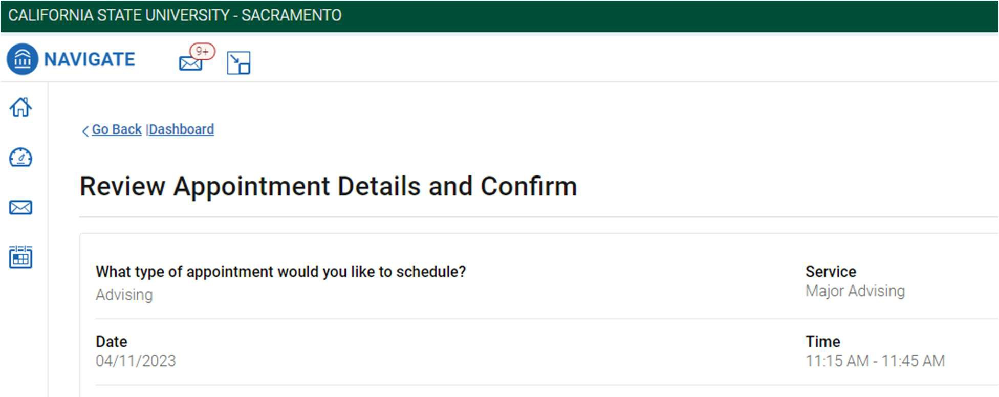 CALIFORNIA STATE UNIVERSITY - SACRAMENTO
NAVIGATE 9+
Go Back |Dashboard
Review Appointment Details and Confirm
What type of appointment would you like to schedule?
Advising
Service
Major Advising
Date
04/11/2023
Time
11:15 AM - 11:45 AM